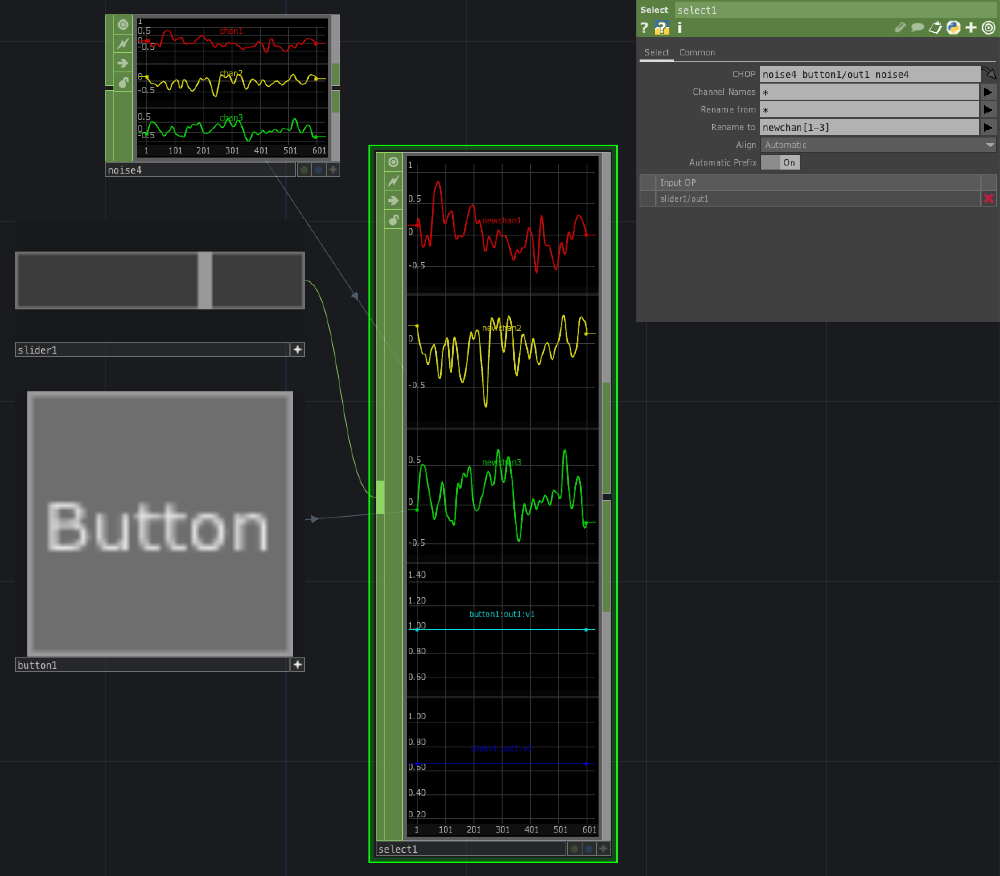 1
0.5
0
-0.5
chan1
0
-0.5
chan2
0.5
0
-0.5
chan3
1 101 201 301 401 501 601
noise4
slider1
Button
button1
1
0.5
0
-0.5
newchan1
0
-0.5
newchan2
0.5
0
-0.5
newchan3
1.40
1.20
1.00
0.80
0.60
button1:out1:v1
1.00
0.80
0.60
0.40
0.20
slider1:out1:v1
1 101 201 301 401 501 601
select1
Select select1
? ? i
Select Common
CHOP noise4 button1/out1 noise4
Channel Names *
Rename from *
Rename to newchan[1-3]
Align Automatic
Automatic Prefix On
Input OP
slider1/out1